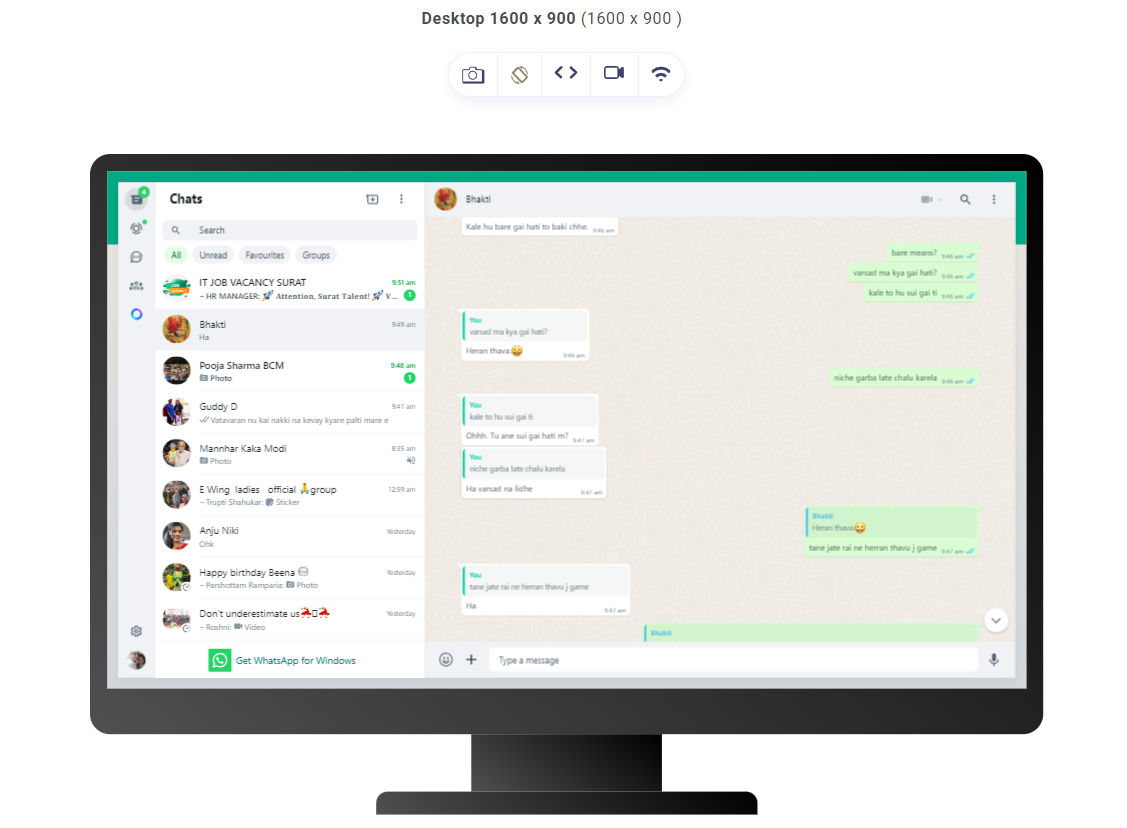 Desktop 1600 x 900 (1600 x 900 )
4
Chats
Search
All Unread Favourites Groups
IT JOB VACANCY SURAT 9:51 am
~ HR MANAGER: 🚀 Attention, Surat Talent! 🚀 V... 1
Bhakti 9:49 am
Ha
Pooja Sharma BCM 9:48 am
Photo 1
Guddy D 9:41 am
Vatavaran nu kai nakki na kevay kyare palti mare e
Mannhar Kaka Modi 8:35 am
Photo
E Wing ladies official 🙏group 12:59 am
~ Trupti Shahukar: Sticker
Anju Niki Yesterday
Ohk
Happy birthday Beena Yesterday
~ Parshottam Ramparia: Photo
Don't underestimate us Yesterday
~ Roshni: Video
Get WhatsApp for Windows
Bhakti
Kale hu bare gai hati to baki chhe. 9:46 am
bare means? 9:46 am
varsad ma kya gai hati? 9:46 am
kale to hu sui gai ti 9:46 am
You
varsad ma kya gai hati?
Heran thava😄 9:46 am
niche garba late chalu karela 9:46 am
You
kale to hu sui gai ti
Ohhh. Tu ane sui gai hati m? 9:47 am
You
niche garba late chalu karela
Ha varsad na lidhe 9:47 am
Bhakti
Heran thava😄
tane jate rai ne herran thavu j game 9:47 am
You
tane jate rai ne herran thavu j game
Ha 9:47 am
Bhakti
Type a message